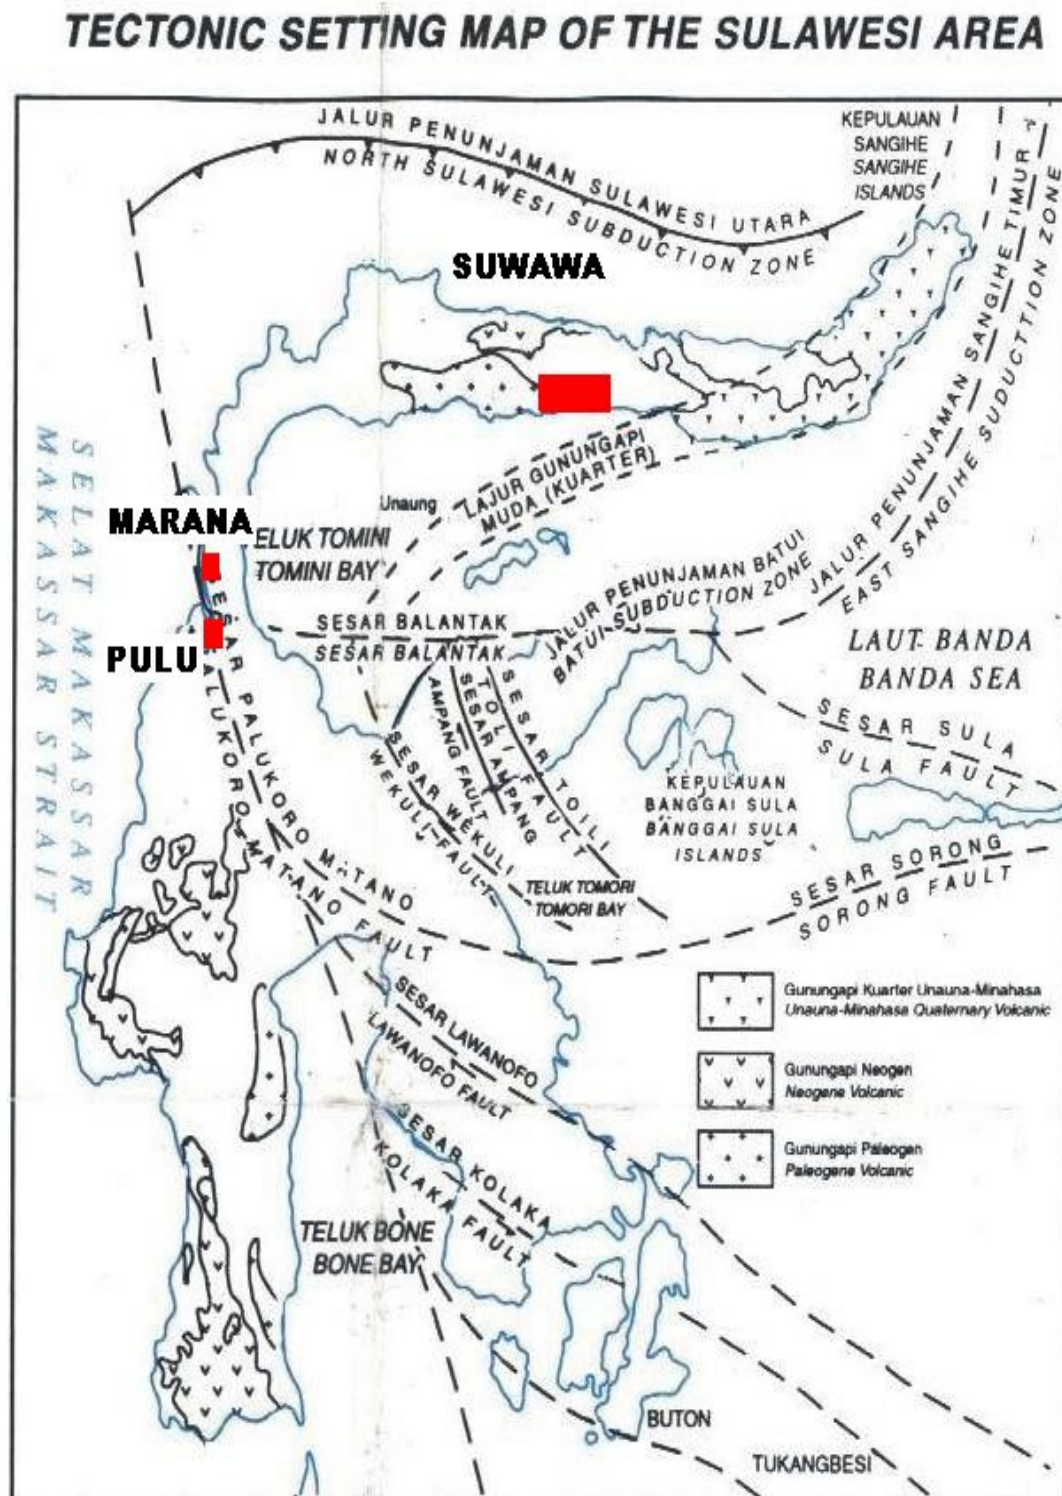 TECTONIC SETTING MAP OF THE SULAWESI AREA
JALUR PENUNJAMAN SULAWESI UTARA
NORTH SULAWESI SUBDUCTION ZONE
KEPULAUAN
SANGIHE
SANGIHE
ISLANDS
JALUR PENUNJAMAN SANGIHE TIMUR
EAST SANGIHE SUDUCTTION ZONE
SUWAWA
LAJUR GUNUNGAPI
MUDA (KUARTER)
Unaung
SELAT MAKASSAR
MAKASSAR STRAIT
MARANA
ELUK TOMINI
TOMINI BAY
PULU
SESAR BALANTAK
SESAR BALANTAK
JALUR PENUNJAMAN BATUI
BATUI SUBDUCTION ZONE
LAUT BANDA
BANDA SEA
SESAR SULA
SULA FAULT
SESAR TOILI
TOLI FAULT
SESAR AMPANG
AMPANG FAULT
SESAR WEKULI
WEKULI FAULT
KEPULAUAN
BANGGAI SULA
BANGGAI SULA
ISLANDS
SESAR PALUKORO MATANO
PALUKORO MATANO FAULT
TELUK TOMORI
TOMORI BAY
SESAR SORONG
SORONG FAULT
SESAR LAWANOFO
LAWANOFO FAULT
SESAR KOLAKA
KOLAKA FAULT
TELUK BONE
BONE BAY
Gunungapi Kuarter Unauna-Minahasa
Unauna-Minahasa Quaternary Volcanic
Gunungapi Neogen
Neogene Volcanic
Gunungapi Paleogen
Paleogene Volcanic
BUTON
TUKANGBESI